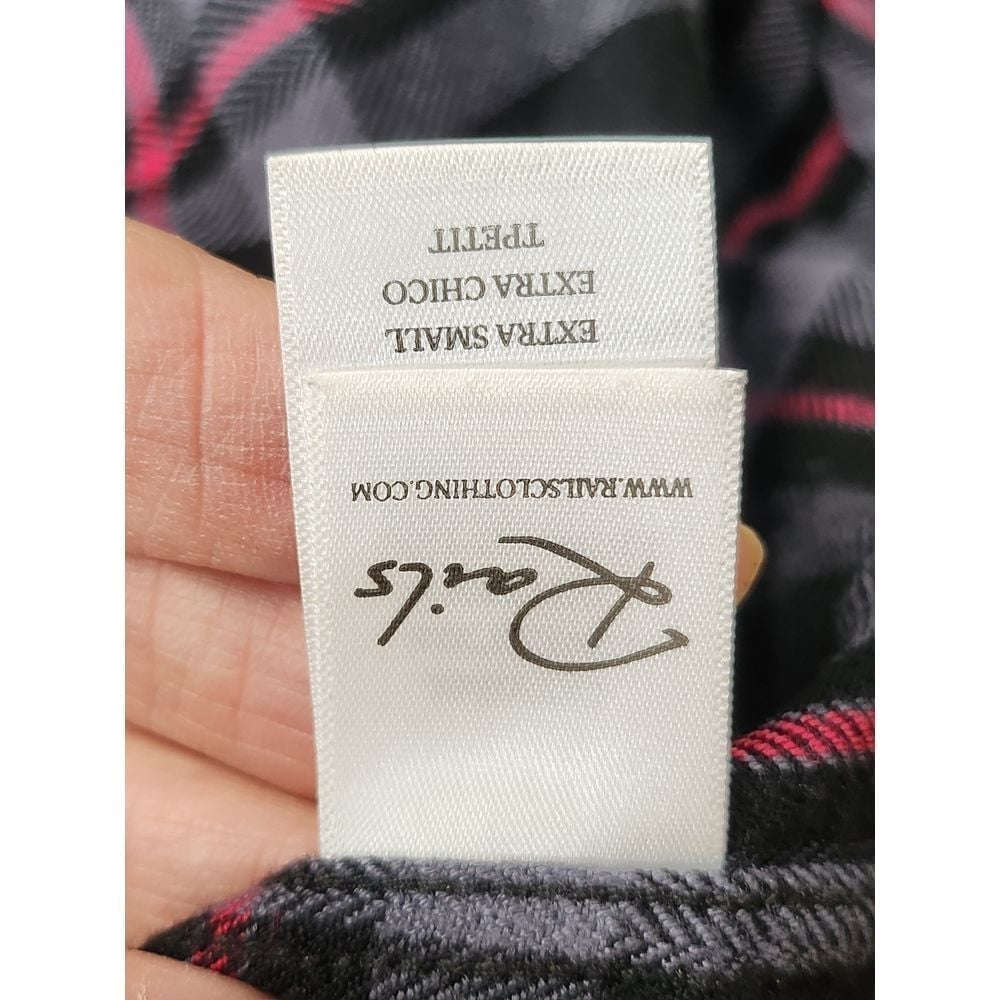 Rails
WWW.RAILSCLOTHING.COM
EXTRA SMALL
EXTRA CHICO
TPETIT